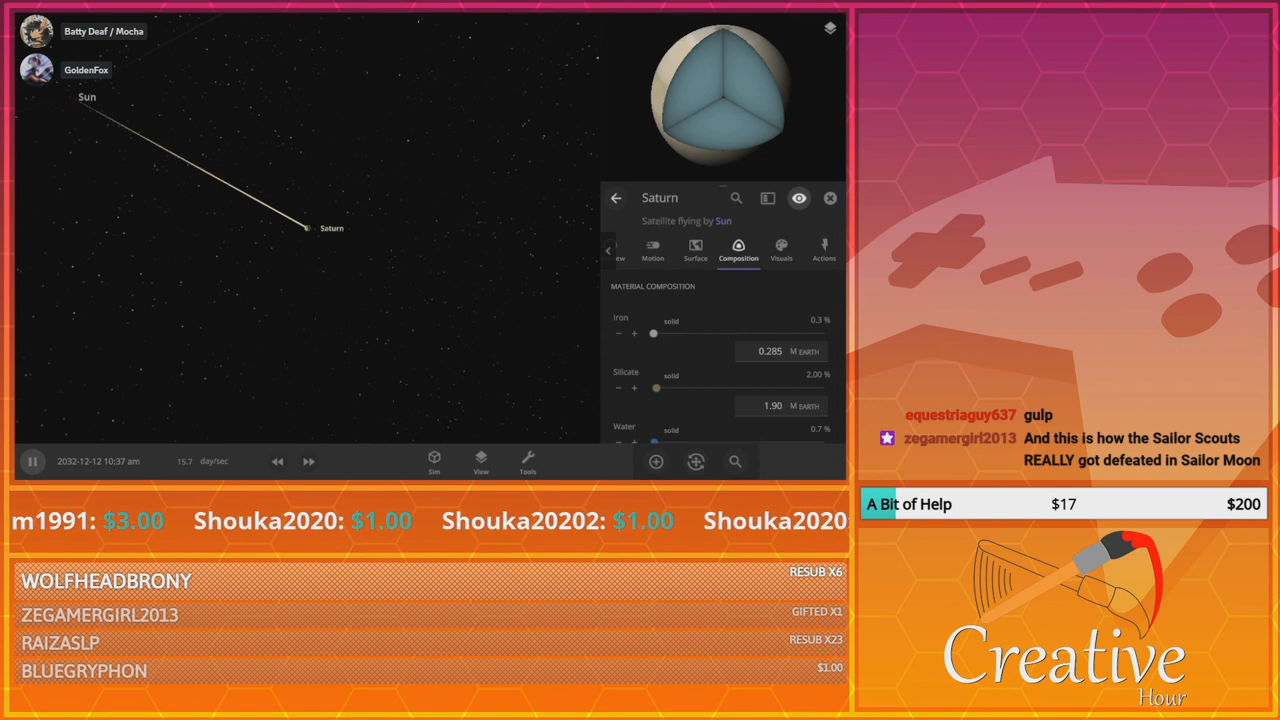 Batty Deaf / Mocha
GoldenFox
Sun
Saturn
Saturn
Satellite flying by Sun
ew Motion Surface Composition Visuals Actions
MATERIAL COMPOSITION
Iron solid 0.3 %
− +
0.285 M EARTH
Silicate solid 2.00 %
− +
1.90 M EARTH
Water solid 0.7 %
2032-12-12 10:37 am 15.7 day/sec
Sim View Tools
equestriaguy637 gulp
zegamergirl2013 And this is how the Sailor Scouts
REALLY got defeated in Sailor Moon
A Bit of Help $17 $200
m1991: $3.00 Shouka2020: $1.00 Shouka20202: $1.00 Shouka2020
WOLFHEADBRONY RESUB X6
ZEGAMERGIRL2013 GIFTED X1
RAIZASLP RESUB X23
BLUEGRYPHON $1.00
Creative
Hour